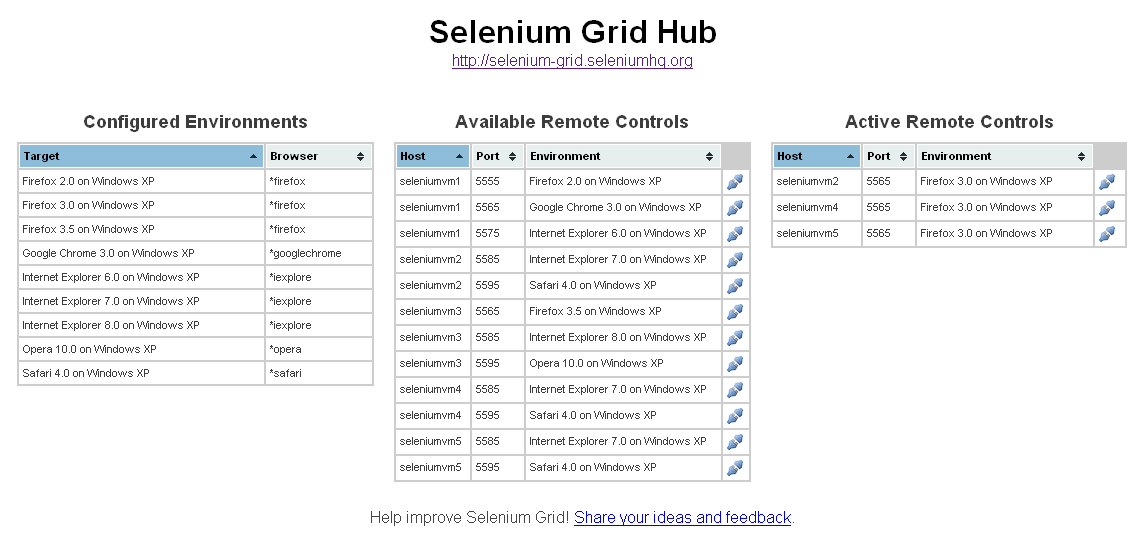 Selenium Grid Hub
http://selenium-grid.seleniumhq.org
Configured Environments
Target Browser
Firefox 2.0 on Windows XP *firefox
Firefox 3.0 on Windows XP *firefox
Firefox 3.5 on Windows XP *firefox
Google Chrome 3.0 on Windows XP *googlechrome
Internet Explorer 6.0 on Windows XP *iexplore
Internet Explorer 7.0 on Windows XP *iexplore
Internet Explorer 8.0 on Windows XP *iexplore
Opera 10.0 on Windows XP *opera
Safari 4.0 on Windows XP *safari
Available Remote Controls
Host Port Environment
seleniumvm1 5555 Firefox 2.0 on Windows XP
seleniumvm1 5565 Google Chrome 3.0 on Windows XP
seleniumvm1 5575 Internet Explorer 6.0 on Windows XP
seleniumvm2 5585 Internet Explorer 7.0 on Windows XP
seleniumvm2 5595 Safari 4.0 on Windows XP
seleniumvm3 5565 Firefox 3.5 on Windows XP
seleniumvm3 5585 Internet Explorer 8.0 on Windows XP
seleniumvm3 5595 Opera 10.0 on Windows XP
seleniumvm4 5585 Internet Explorer 7.0 on Windows XP
seleniumvm4 5595 Safari 4.0 on Windows XP
seleniumvm5 5585 Internet Explorer 7.0 on Windows XP
seleniumvm5 5595 Safari 4.0 on Windows XP
Active Remote Controls
Host Port Environment
seleniumvm2 5565 Firefox 3.0 on Windows XP
seleniumvm4 5565 Firefox 3.0 on Windows XP
seleniumvm5 5565 Firefox 3.0 on Windows XP
Help improve Selenium Grid! Share your ideas and feedback.